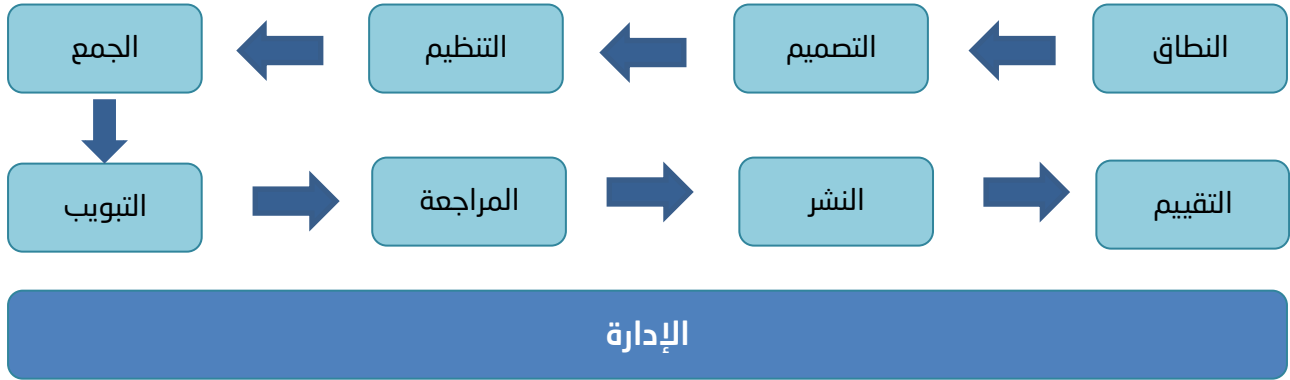 النطاق
التصميم
التنظيم
الجمع
التبويب
المراجعة
النشر
التقييم
الإدارة